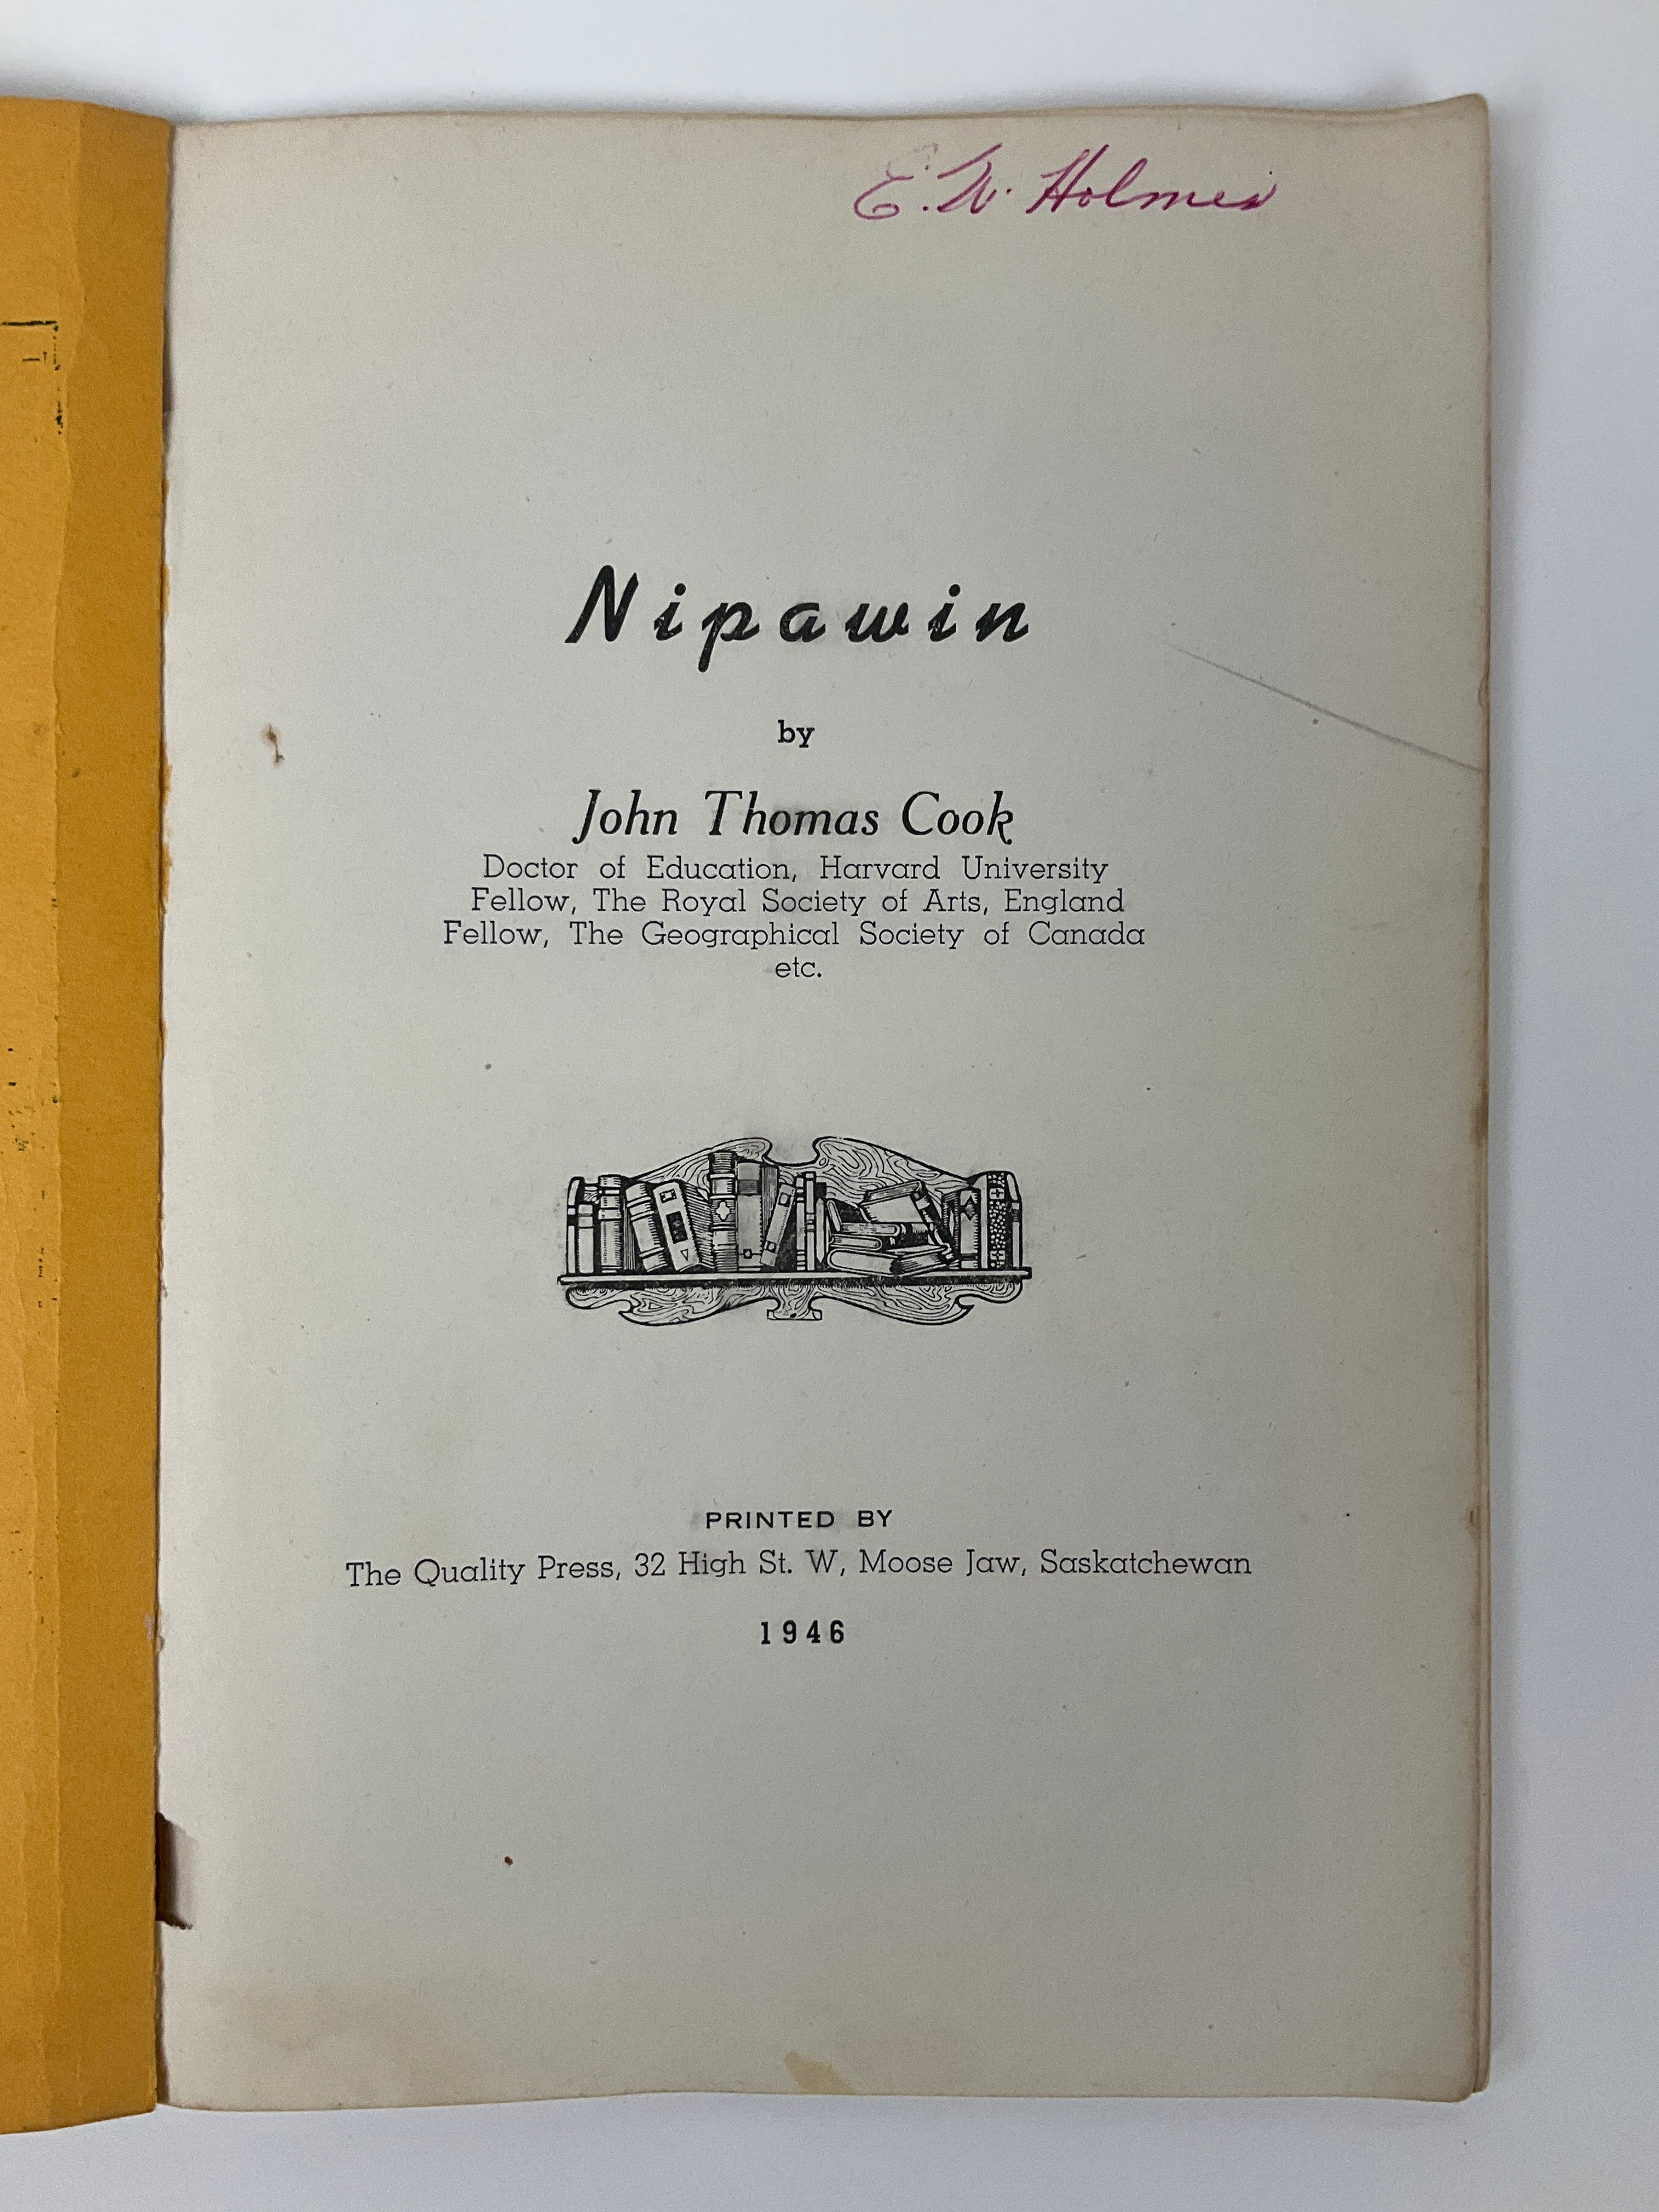 E. W. Holmes
Nipawin
by
John Thomas Cook
Doctor of Education, Harvard University
Fellow, The Royal Society of Arts, England
Fellow, The Geographical Society of Canada
etc.
PRINTED BY
The Quality Press, 32 High St. W, Moose Jaw, Saskatchewan
1946